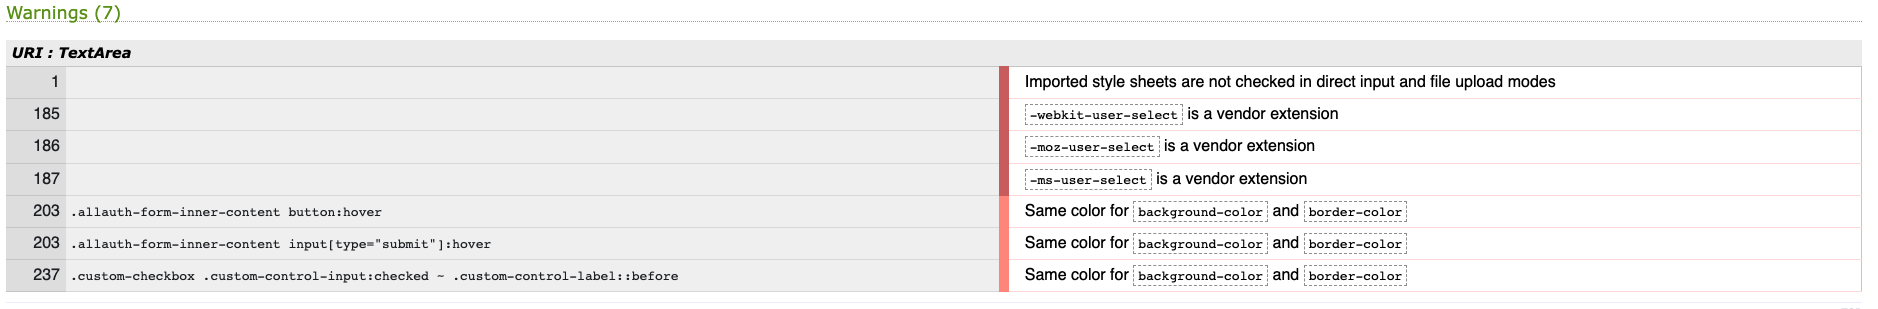 Warnings (7)
URI : TextArea
1 Imported style sheets are not checked in direct input and file upload modes
185 -webkit-user-select is a vendor extension
186 -moz-user-select is a vendor extension
187 -ms-user-select is a vendor extension
203 .allauth-form-inner-content button:hover Same color for background-color and border-color
203 .allauth-form-inner-content input[type="submit"]:hover Same color for background-color and border-color
237 .custom-checkbox .custom-control-input:checked ~ .custom-control-label::before Same color for background-color and border-color